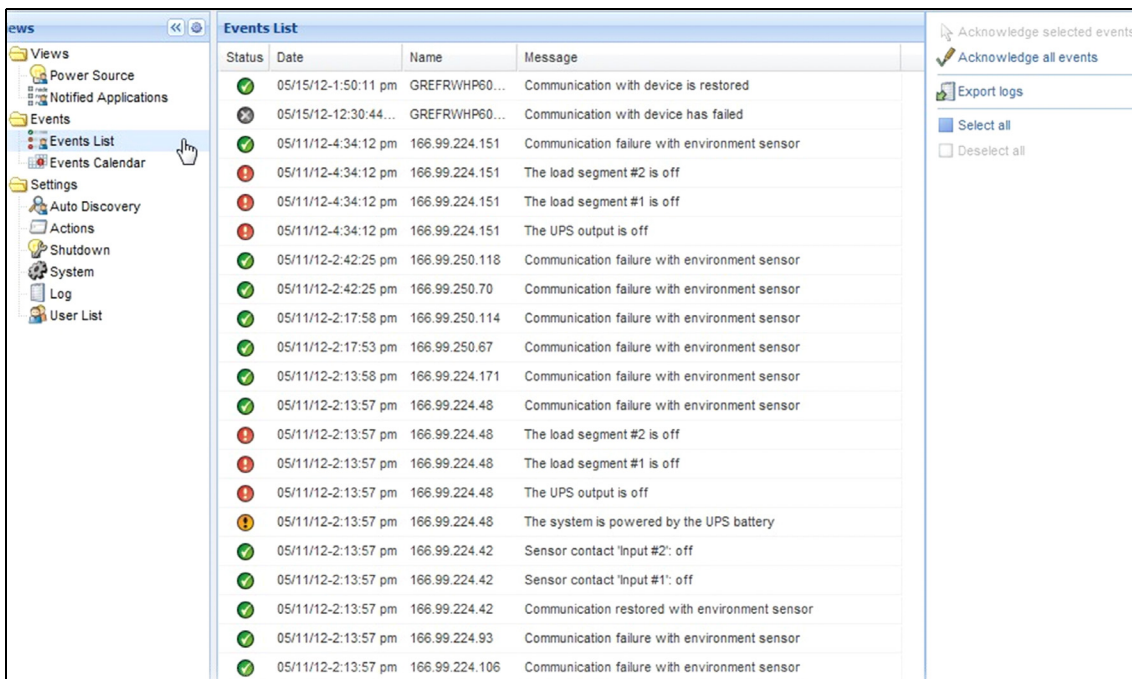 ews
Views
Power Source
Notified Applications
Events
Events List
Events Calendar
Settings
Auto Discovery
Actions
Shutdown
System
Log
User List
Events List
Status Date Name Message
05/15/12-1:50:11 pm GREFRWHP60... Communication with device is restored
05/15/12-12:30:44... GREFRWHP60... Communication with device has failed
05/11/12-4:34:12 pm 166.99.224.151 Communication failure with environment sensor
05/11/12-4:34:12 pm 166.99.224.151 The load segment #2 is off
05/11/12-4:34:12 pm 166.99.224.151 The load segment #1 is off
05/11/12-4:34:12 pm 166.99.224.151 The UPS output is off
05/11/12-2:42:25 pm 166.99.250.118 Communication failure with environment sensor
05/11/12-2:42:25 pm 166.99.250.70 Communication failure with environment sensor
05/11/12-2:17:58 pm 166.99.250.114 Communication failure with environment sensor
05/11/12-2:17:53 pm 166.99.250.67 Communication failure with environment sensor
05/11/12-2:13:58 pm 166.99.224.171 Communication failure with environment sensor
05/11/12-2:13:57 pm 166.99.224.48 Communication failure with environment sensor
05/11/12-2:13:57 pm 166.99.224.48 The load segment #2 is off
05/11/12-2:13:57 pm 166.99.224.48 The load segment #1 is off
05/11/12-2:13:57 pm 166.99.224.48 The UPS output is off
05/11/12-2:13:57 pm 166.99.224.48 The system is powered by the UPS battery
05/11/12-2:13:57 pm 166.99.224.42 Sensor contact 'Input #2': off
05/11/12-2:13:57 pm 166.99.224.42 Sensor contact 'Input #1': off
05/11/12-2:13:57 pm 166.99.224.42 Communication restored with environment sensor
05/11/12-2:13:57 pm 166.99.224.93 Communication failure with environment sensor
05/11/12-2:13:57 pm 166.99.224.106 Communication failure with environment sensor
Acknowledge selected events
Acknowledge all events
Export logs
Select all
Deselect all